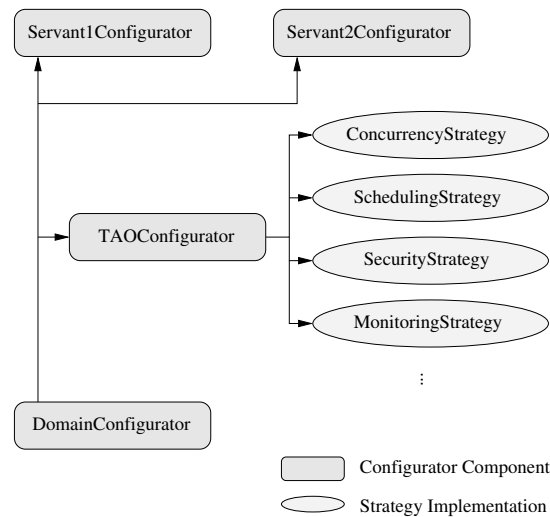 Servant1Configurator
Servant2Configurator
ConcurrencyStrategy
SchedulingStrategy
TAOConfigurator
SecurityStrategy
MonitoringStrategy
...
DomainConfigurator
Configurator Component
Strategy Implementation